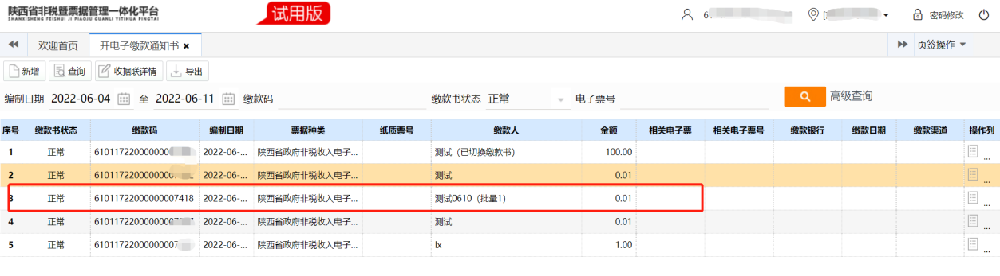 陕西省非税暨票据管理一体化平台 试用版 6 密码修改
SHANXISHENG FEISHUI JI PIAOJU GUANLI YITIHUA PINGTAI
欢迎首页 开电子缴款通知书 × 页签操作
新增 查询 收据联详情 导出
编制日期 2022-06-04 至 2022-06-11 缴款码 缴款书状态 正常 电子票号 高级查询
序号 缴款书状态 缴款码 编制日期 票据种类 纸质票号 缴款人 金额 相关电子票 相关电子票号 缴款银行 缴款日期 缴款渠道 操作列
1 正常 610117220000000 2022-06-... 陕西省政府非税收入电子... 测试（已切换缴款书） 100.00 ...
2 正常 6101172200000000 2022-06-... 陕西省政府非税收入电子... 测试 0.01 ...
3 正常 61011722000000007418 2022-06-... 陕西省政府非税收入电子... 测试0610（批量1） 0.01 ...
4 正常 6101172200000000 2022-06-... 陕西省政府非税收入电子... 测试 0.01 ...
5 正常 61011722000000007 2022-06-... 陕西省政府非税收入电子... lx 1.00 ...